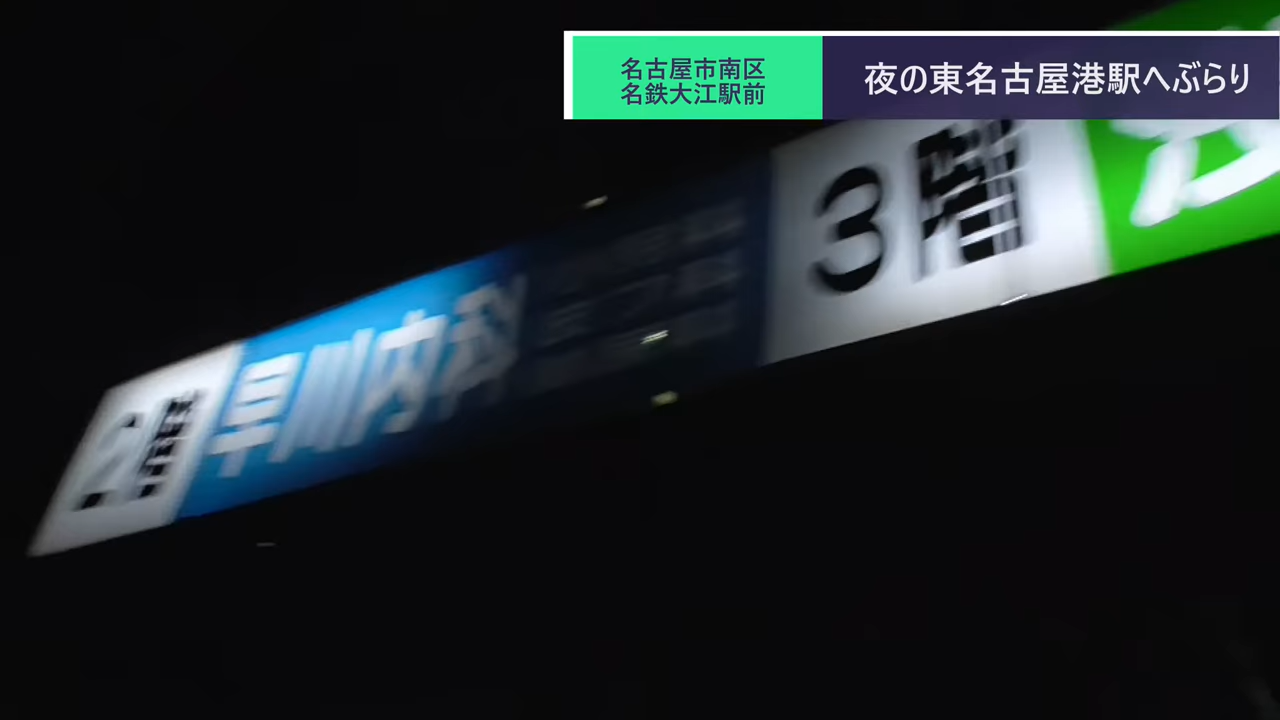 名古屋市南区
名鉄大江駅前
夜の東名古屋港駅へぶらり
3階
2階
早川内科